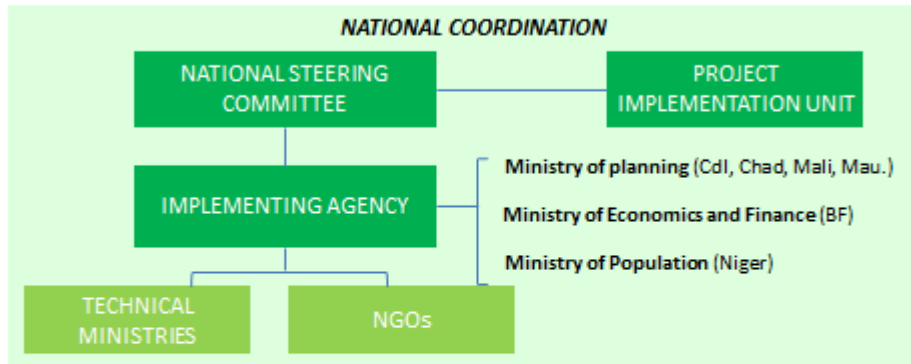 NATIONAL COORDINATION
NATIONAL STEERING
COMMITTEE
PROJECT
IMPLEMENTATION UNIT
IMPLEMENTING AGENCY
Ministry of planning (CdI, Chad, Mali, Mau.)
Ministry of Economics and Finance (BF)
Ministry of Population (Niger)
TECHNICAL
MINISTRIES
NGOs